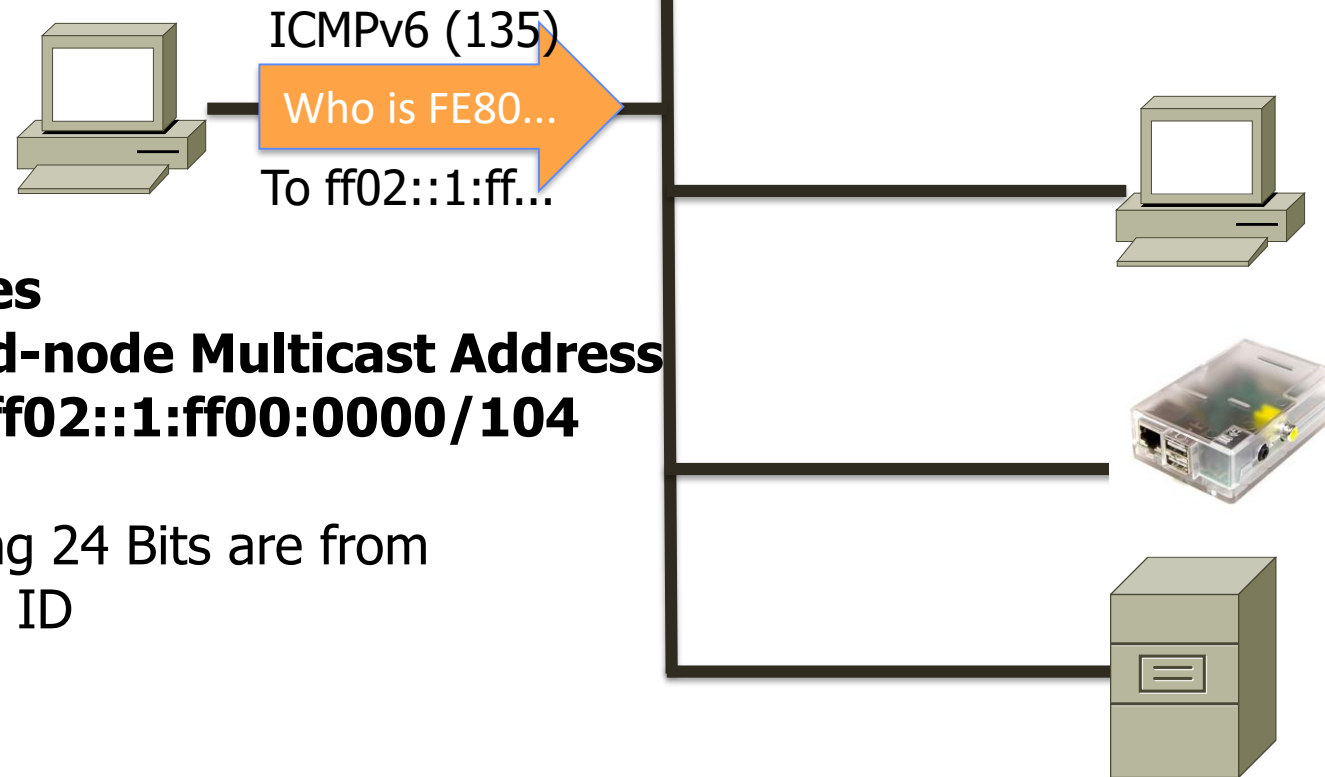 ICMPv6 (135)
Who is FE80...
To ff02::1:ff...
es
d-node Multicast Address
ff02::1:ff00:0000/104
ng 24 Bits are from
ID